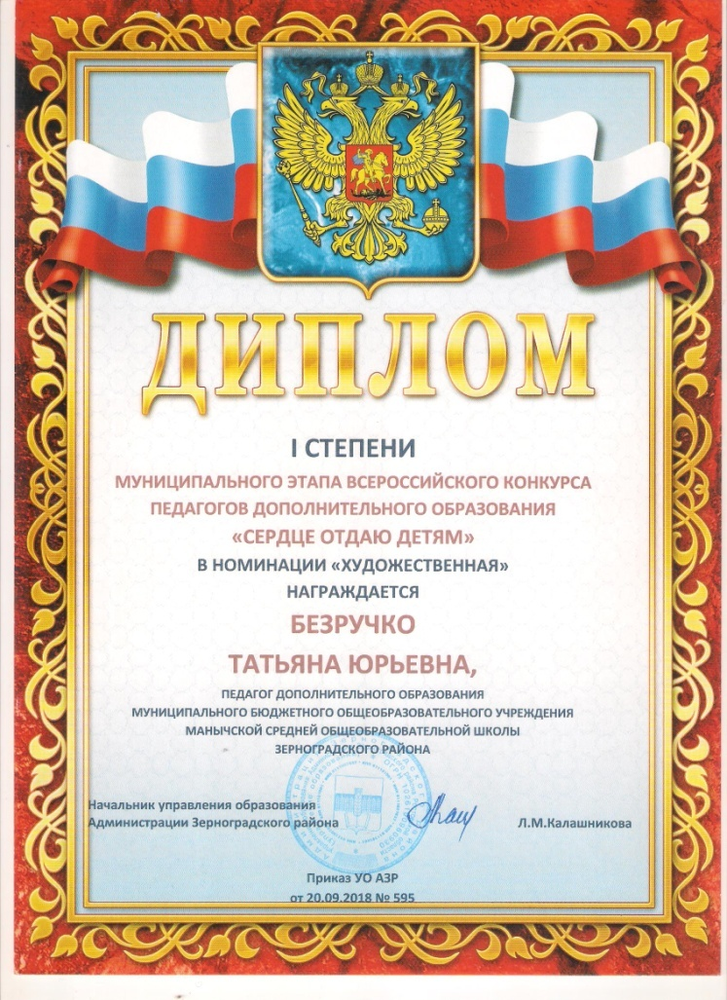 ДИПЛОМ
I СТЕПЕНИ
МУНИЦИПАЛЬНОГО ЭТАПА ВСЕРОССИЙСКОГО КОНКУРСА
ПЕДАГОГОВ ДОПОЛНИТЕЛЬНОГО ОБРАЗОВАНИЯ
«СЕРДЦЕ ОТДАЮ ДЕТЯМ»
В НОМИНАЦИИ «ХУДОЖЕСТВЕННАЯ»
НАГРАЖДАЕТСЯ
БЕЗРУЧКО
ТАТЬЯНА ЮРЬЕВНА,
ПЕДАГОГ ДОПОЛНИТЕЛЬНОГО ОБРАЗОВАНИЯ
МУНИЦИПАЛЬНОГО БЮДЖЕТНОГО ОБЩЕОБРАЗОВАТЕЛЬНОГО УЧРЕЖДЕНИЯ
МАНЫЧСКОЙ СРЕДНЕЙ ОБЩЕОБРАЗОВАТЕЛЬНОЙ ШКОЛЫ
ЗЕРНОГРАДСКОГО РАЙОНА
Начальник управления образования
Администрации Зерноградского района Л.М.Калашникова
Приказ УО АЗР
от 20.09.2018 № 595